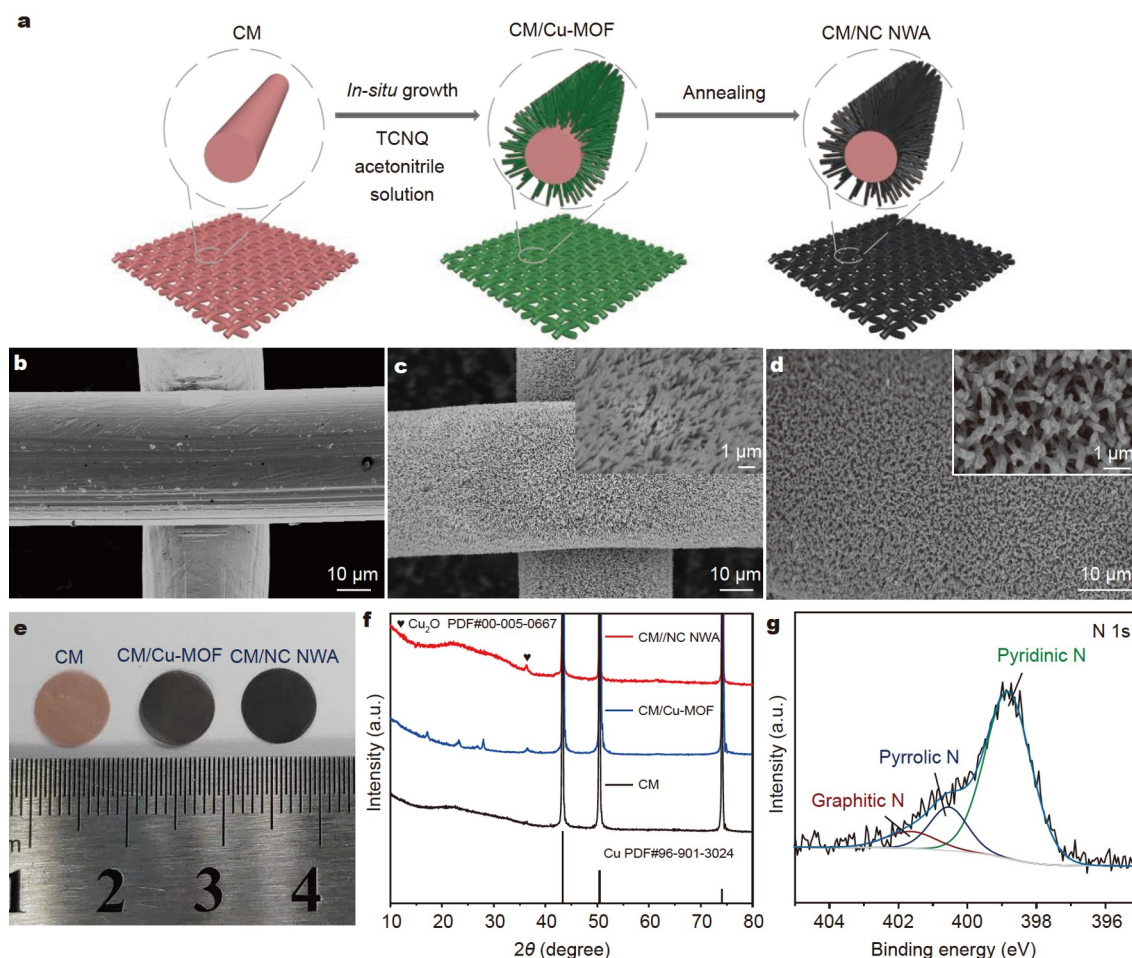 a
CM
CM/Cu-MOF
CM/NC NWA
In-situ growth
TCNQ
acetonitrile
solution
Annealing
b
10 µm
c
1 µm
10 µm
d
1 µm
10 µm
e
CM
CM/Cu-MOF
CM/NC NWA
m
1 2 3 4
f
♥ Cu2O PDF#00-005-0667
♥
CM//NC NWA
CM/Cu-MOF
CM
Cu PDF#96-901-3024
Intensity (a.u.)
10 20 30 40 50 60 70 80
2θ (degree)
g
N 1s
Pyridinic N
Pyrrolic N
Graphitic N
Intensity (a.u.)
404 402 400 398 396
Binding energy (eV)